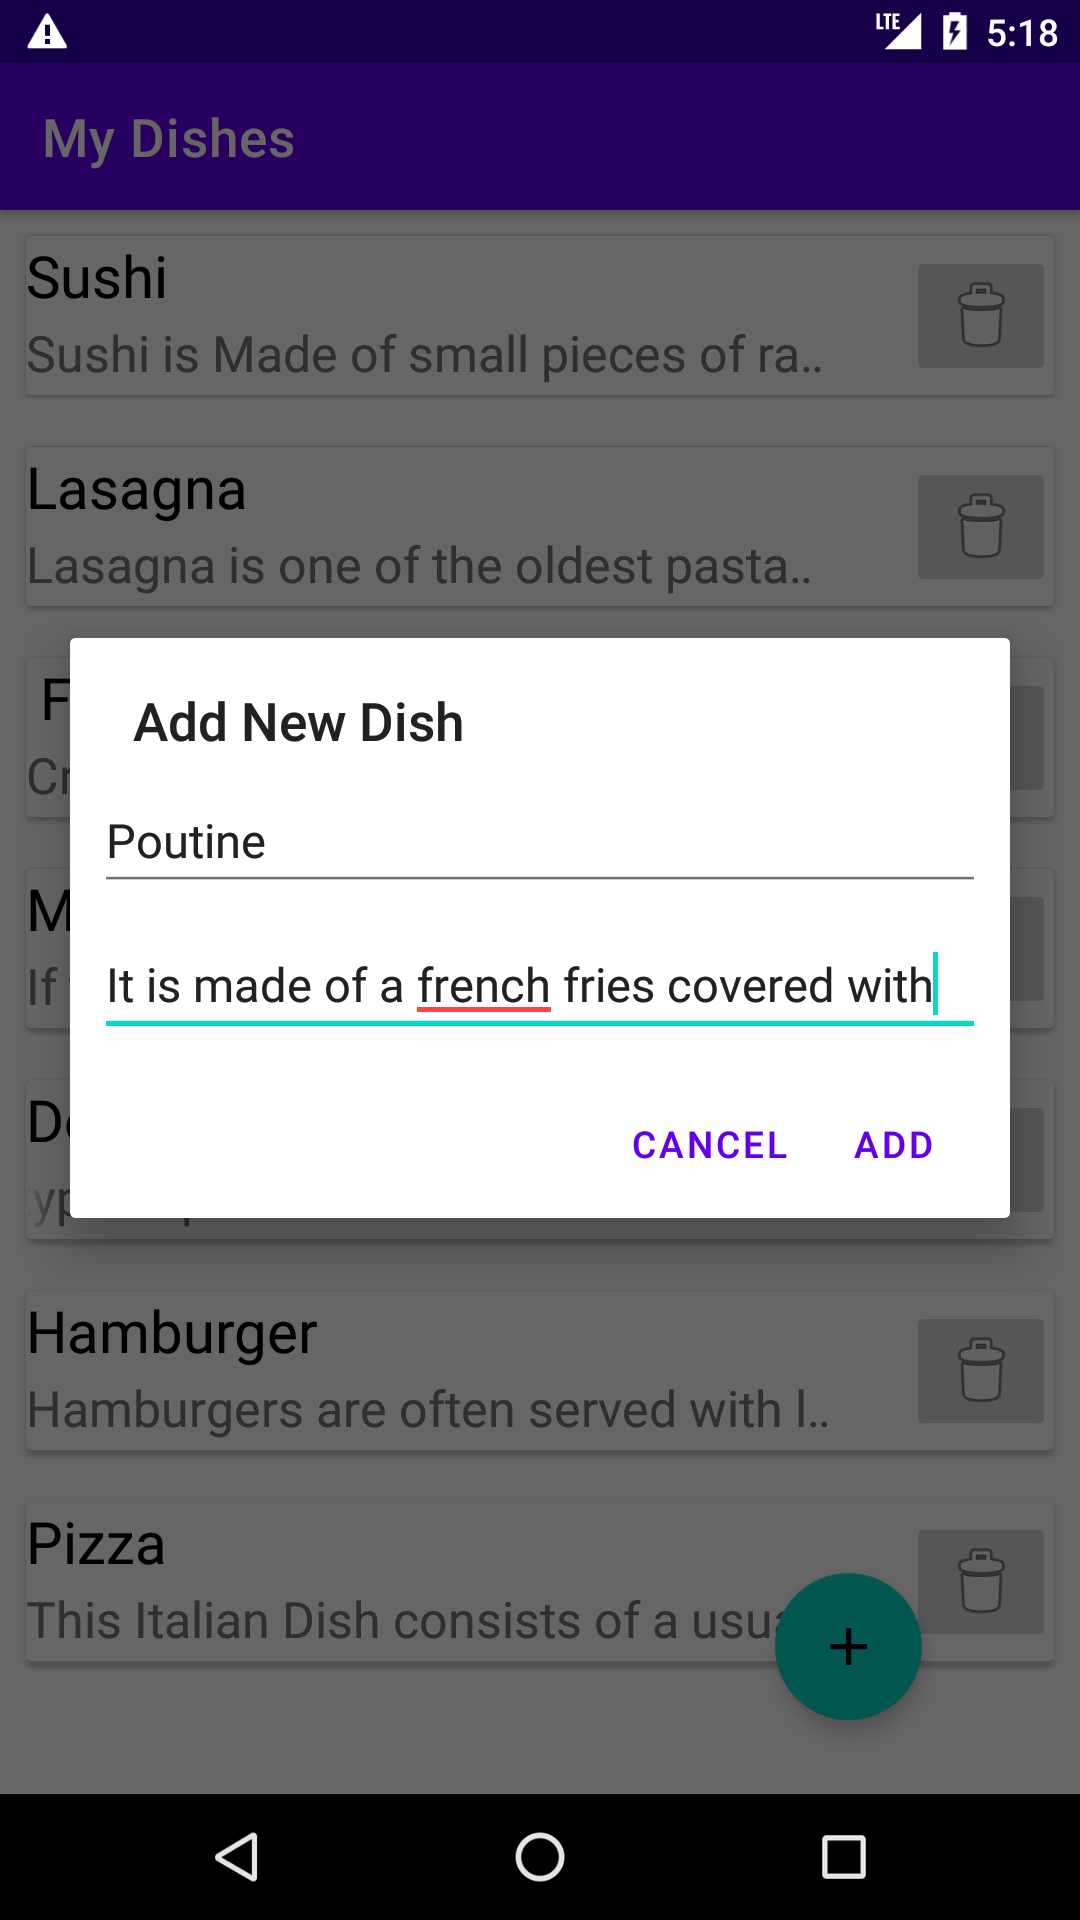 LTE 5:18
My Dishes
Sushi
Sushi is Made of small pieces of ra..
Lasagna
Lasagna is one of the oldest pasta..
F
Cr
Add New Dish
Poutine
M
It is made of a french fries covered with
If
D
CANCEL ADD
yp
Hamburger
Hamburgers are often served with l..
Pizza
This Italian Dish consists of a usu